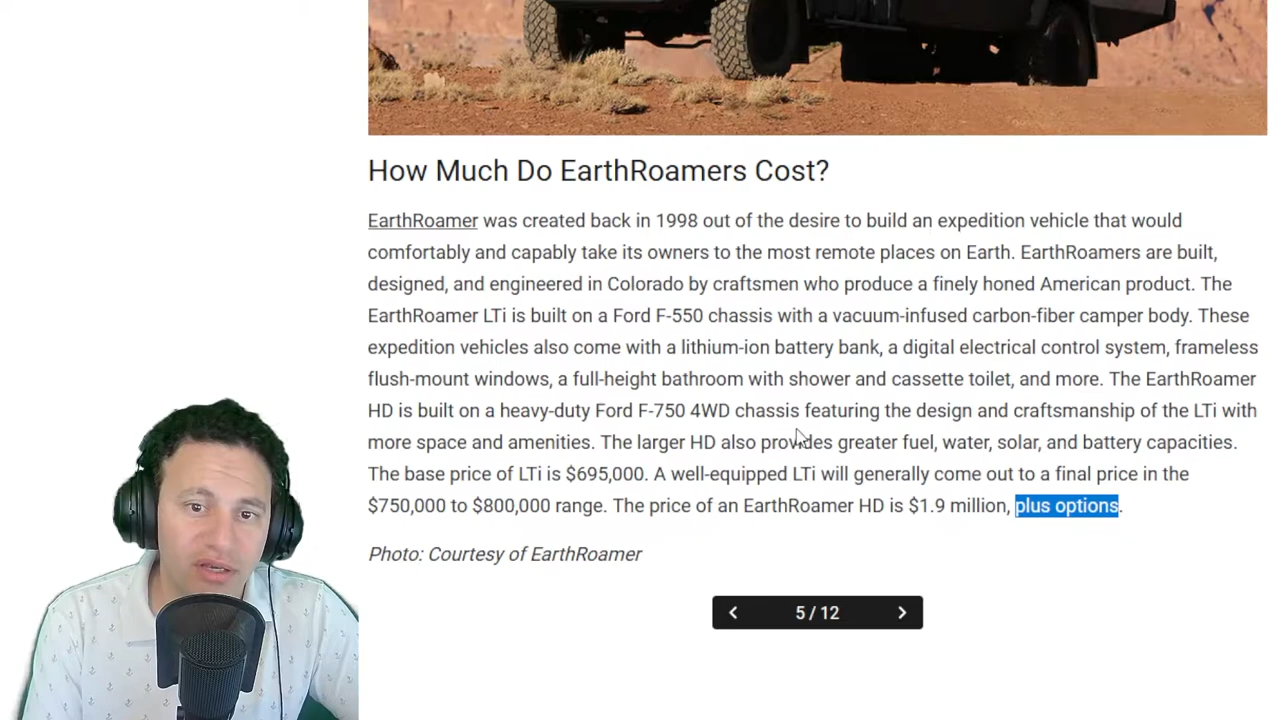 How Much Do EarthRoamers Cost?
EarthRoamer was created back in 1998 out of the desire to build an expedition vehicle that would
comfortably and capably take its owners to the most remote places on Earth. EarthRoamers are built,
designed, and engineered in Colorado by craftsmen who produce a finely honed American product. The
EarthRoamer LTi is built on a Ford F-550 chassis with a vacuum-infused carbon-fiber camper body. These
expedition vehicles also come with a lithium-ion battery bank, a digital electrical control system, frameless
flush-mount windows, a full-height bathroom with shower and cassette toilet, and more. The EarthRoamer
HD is built on a heavy-duty Ford F-750 4WD chassis featuring the design and craftsmanship of the LTi with
more space and amenities. The larger HD also provides greater fuel, water, solar, and battery capacities.
The base price of LTi is $695,000. A well-equipped LTi will generally come out to a final price in the
$750,000 to $800,000 range. The price of an EarthRoamer HD is $1.9 million, plus options.
Photo: Courtesy of EarthRoamer
5 / 12